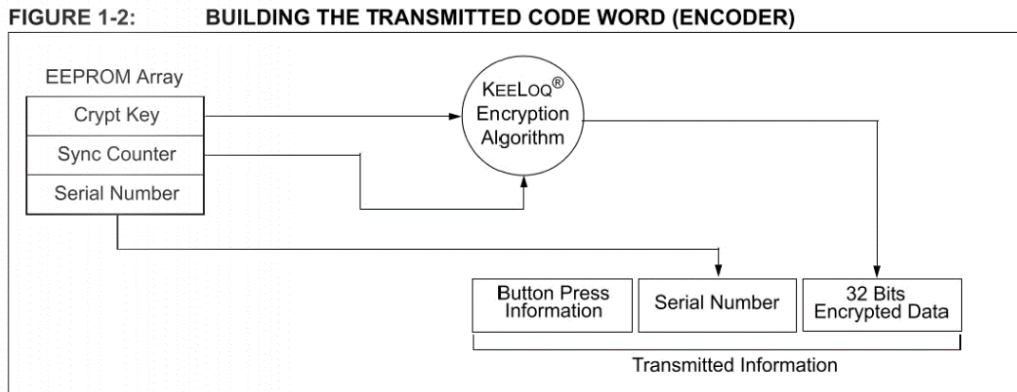 FIGURE 1-2: BUILDING THE TRANSMITTED CODE WORD (ENCODER)
EEPROM Array
Crypt Key
Sync Counter
Serial Number
KEELOQ®
Encryption
Algorithm
Button Press
Information
Serial Number
32 Bits
Encrypted Data
Transmitted Information